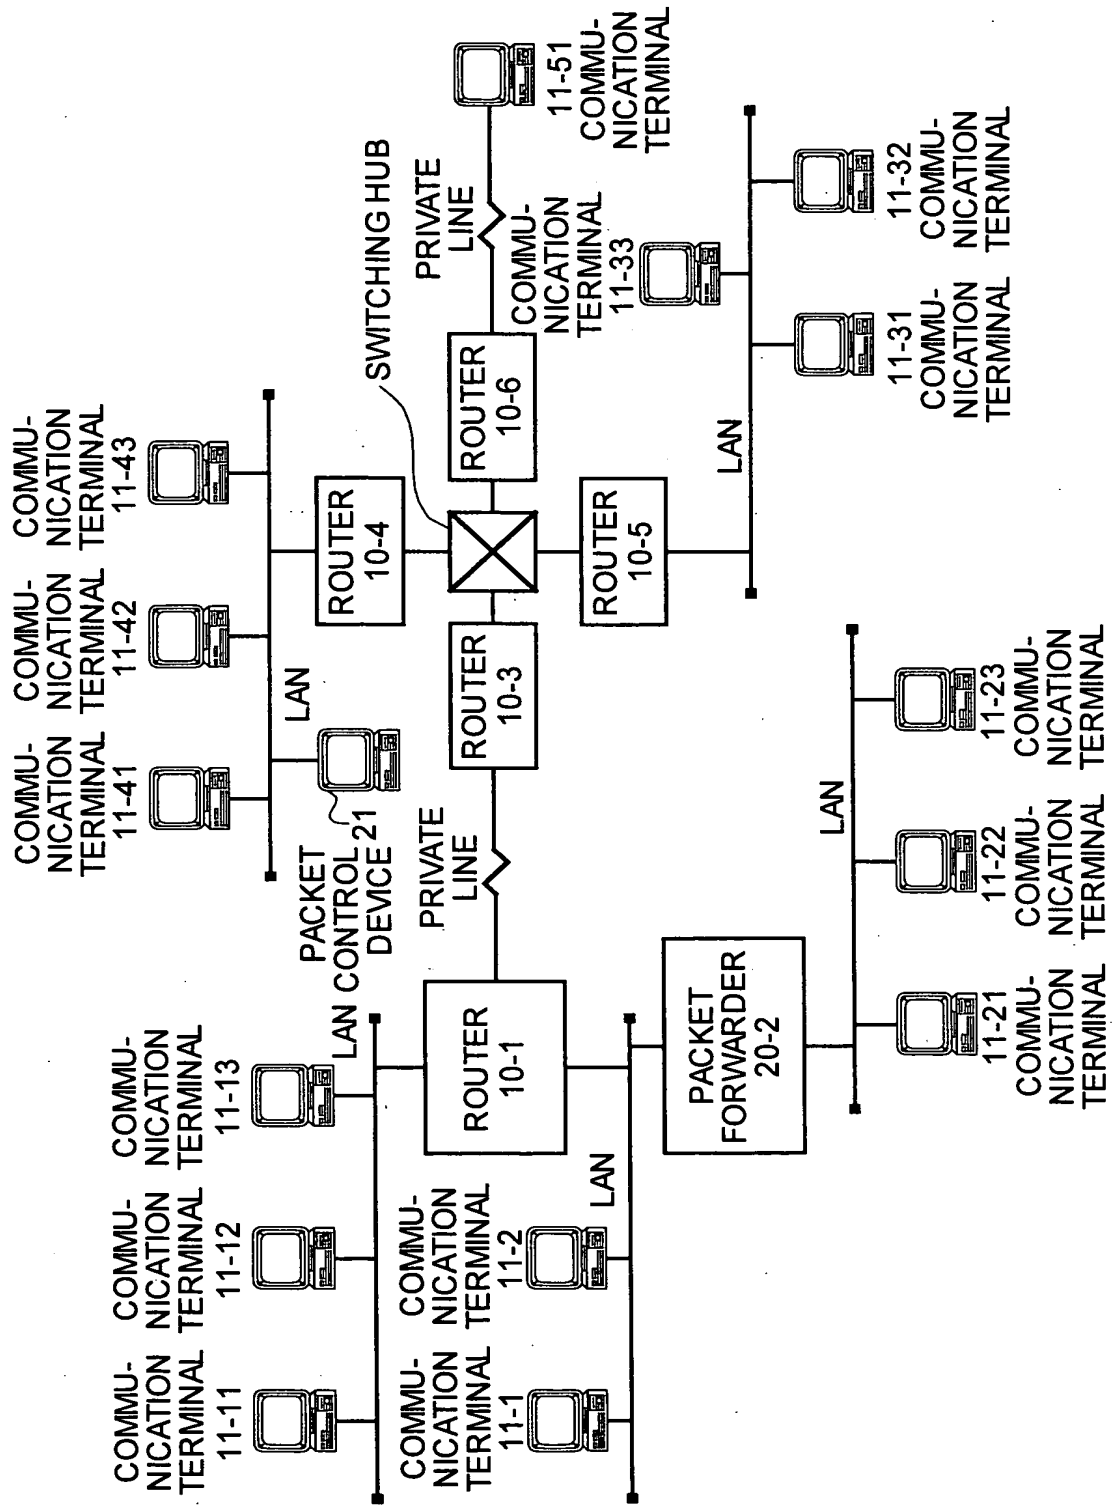 COMMU-
NICATION
TERMINAL
11-41
COMMU-
NICATION
TERMINAL
11-42
COMMU-
NICATION
TERMINAL
11-43
LAN
PACKET
CONTROL
DEVICE 21
ROUTER
10-4
SWITCHING HUB
COMMU-
NICATION
TERMINAL
11-11
COMMU-
NICATION
TERMINAL
11-12
COMMU-
NICATION
TERMINAL
11-13
LAN
ROUTER
10-1
PRIVATE
LINE
ROUTER
10-3
ROUTER
10-6
PRIVATE
LINE
11-51
COMMU-
NICATION
TERMINAL
COMMU-
NICATION
TERMINAL
11-1
COMMU-
NICATION
TERMINAL
11-2
LAN
ROUTER
10-5
COMMU-
NICATION
TERMINAL
11-33
LAN
11-31
COMMU-
NICATION
TERMINAL
11-32
COMMU-
NICATION
TERMINAL
PACKET
FORWARDER
20-2
LAN
11-21
COMMU-
NICATION
TERMINAL
11-22
COMMU-
NICATION
TERMINAL
11-23
COMMU-
NICATION
TERMINAL